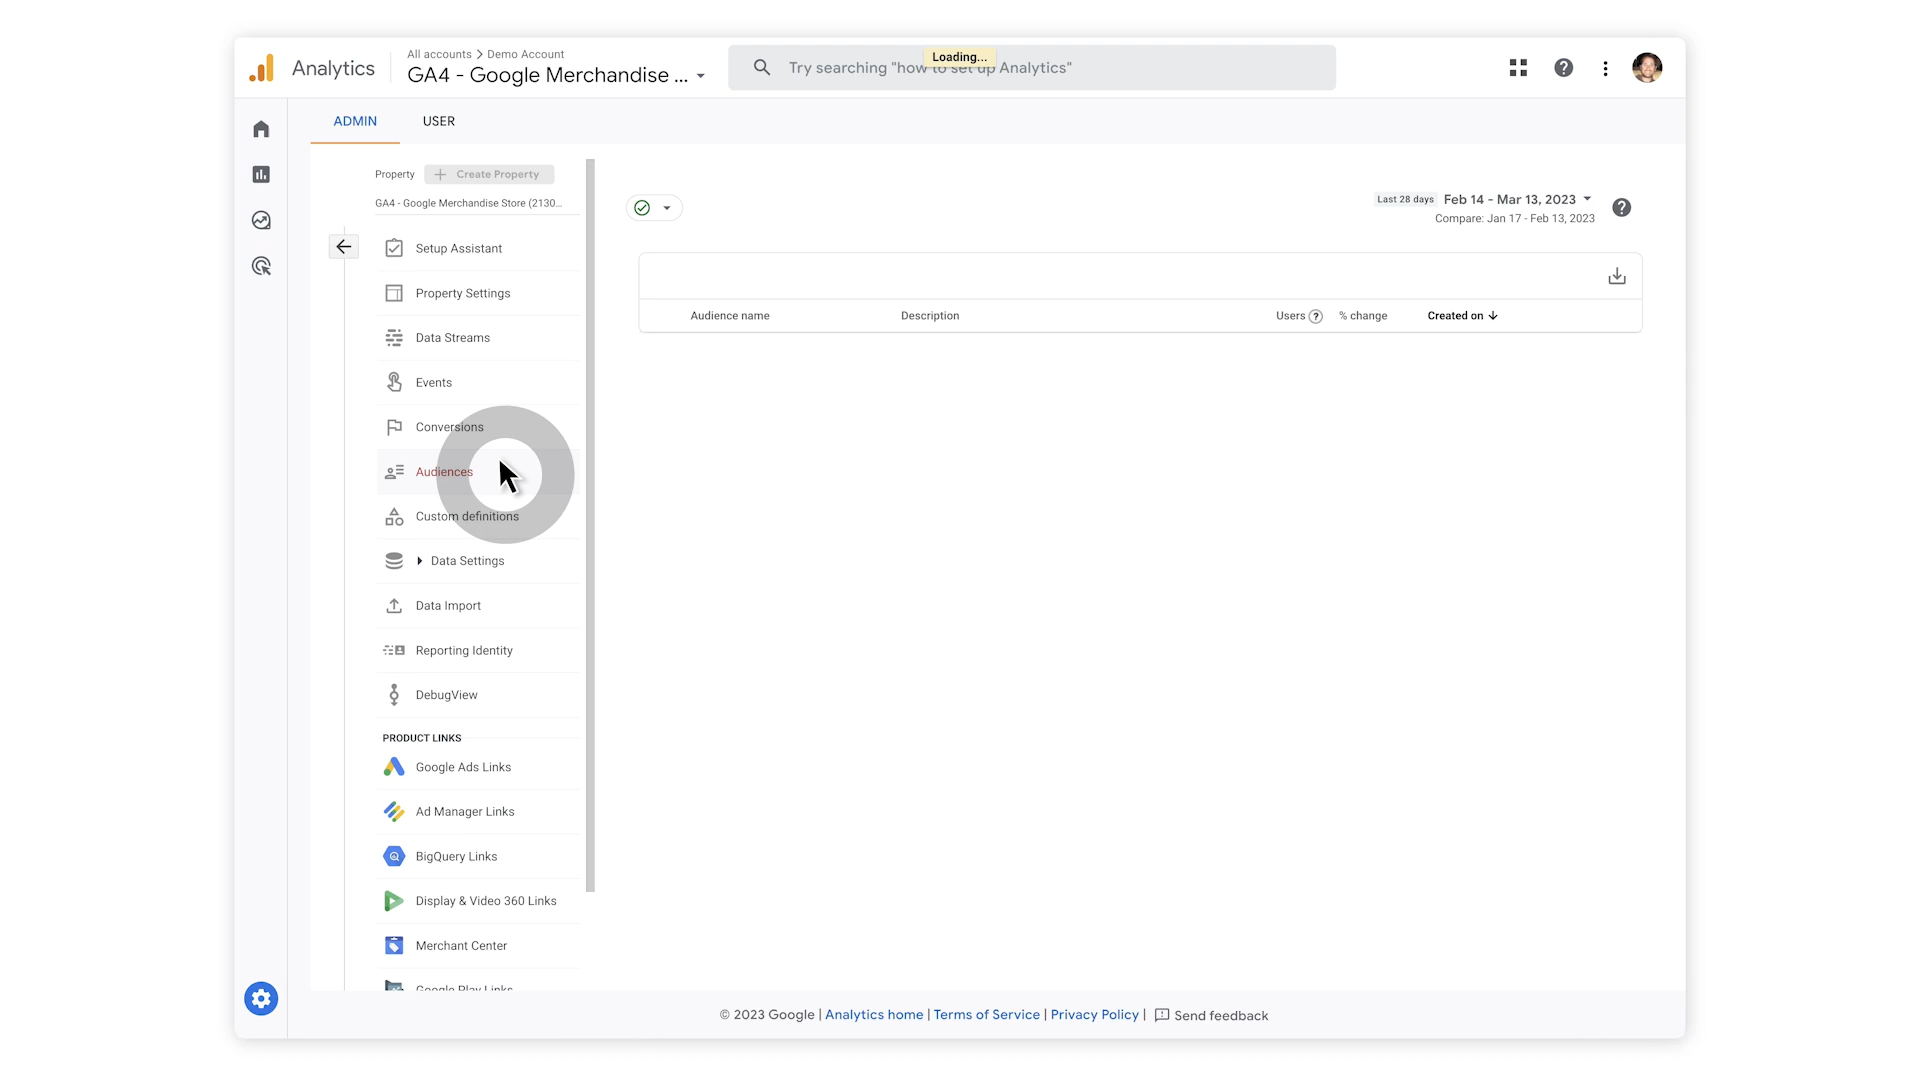 Analytics
All accounts > Demo Account
GA4 - Google Merchandise ...
Try searching "how to set up Analytics"
Loading...
ADMIN
USER
Property
+ Create Property
GA4 - Google Merchandise Store (2130...
Setup Assistant
Property Settings
Data Streams
Events
Conversions
Audiences
Custom definitions
Data Settings
Data Import
Reporting Identity
DebugView
PRODUCT LINKS
Google Ads Links
Ad Manager Links
BigQuery Links
Display & Video 360 Links
Merchant Center
Google Play Links
Last 28 days Feb 14 - Mar 13, 2023
Compare: Jan 17 - Feb 13, 2023
Audience name Description Users % change Created on
© 2023 Google | Analytics home | Terms of Service | Privacy Policy | Send feedback